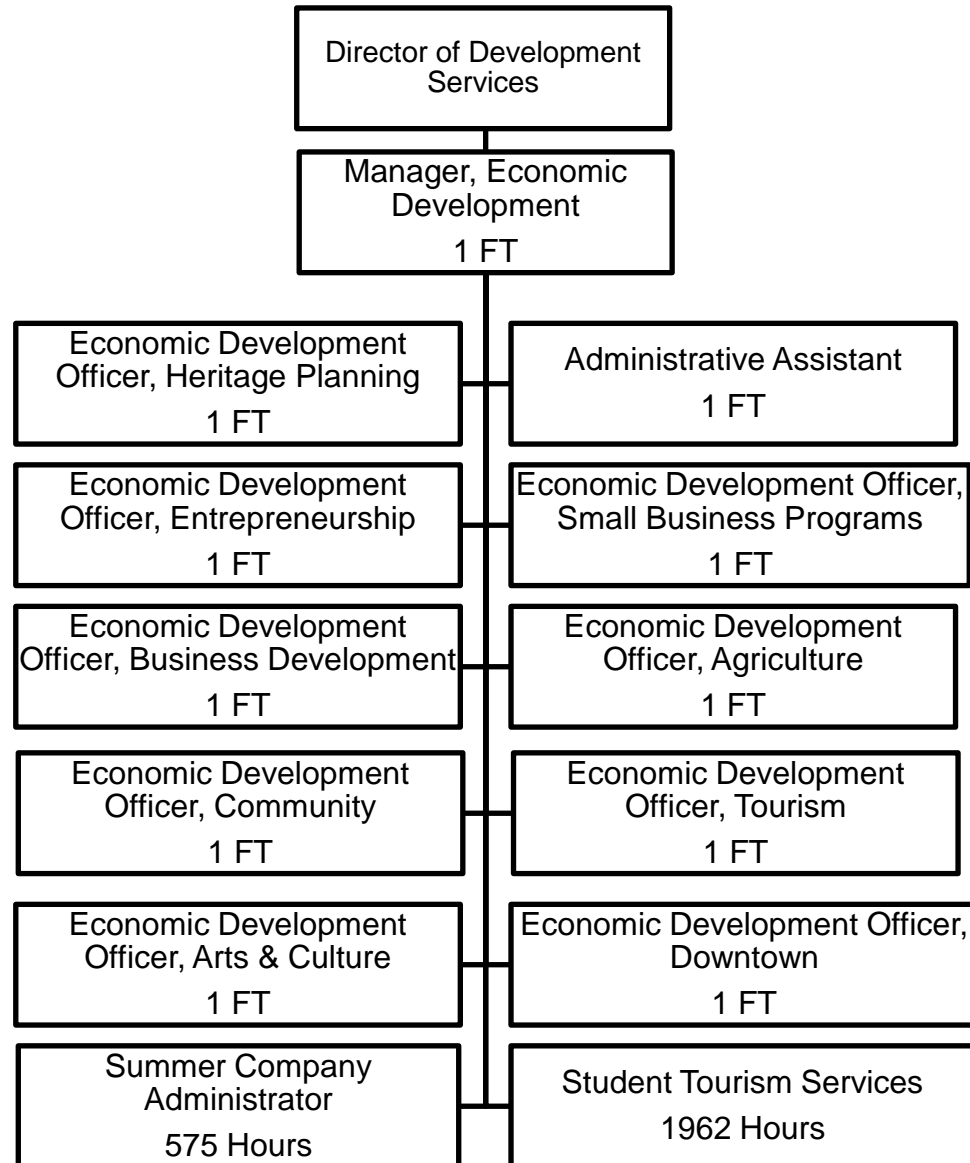 Director of Development
Services
Manager, Economic
Development
1 FT
Economic Development
Officer, Heritage Planning
1 FT
Administrative Assistant
1 FT
Economic Development
Officer, Entrepreneurship
1 FT
Economic Development Officer,
Small Business Programs
1 FT
Economic Development
Officer, Business Development
1 FT
Economic Development
Officer, Agriculture
1 FT
Economic Development
Officer, Community
1 FT
Economic Development
Officer, Tourism
1 FT
Economic Development
Officer, Arts & Culture
1 FT
Economic Development Officer,
Downtown
1 FT
Summer Company
Administrator
575 Hours
Student Tourism Services
1962 Hours